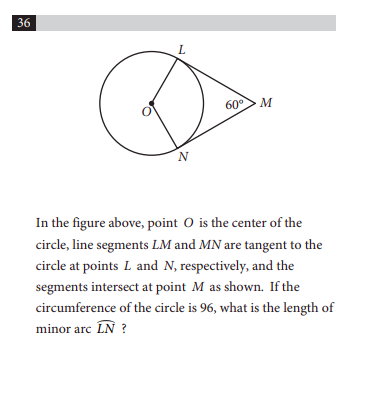 36
L
60° M
O
N
In the figure above, point O is the center of the
circle, line segments LM and MN are tangent to the
circle at points L and N, respectively, and the
segments intersect at point M as shown. If the
circumference of the circle is 96, what is the length of
minor arc L͡N ?